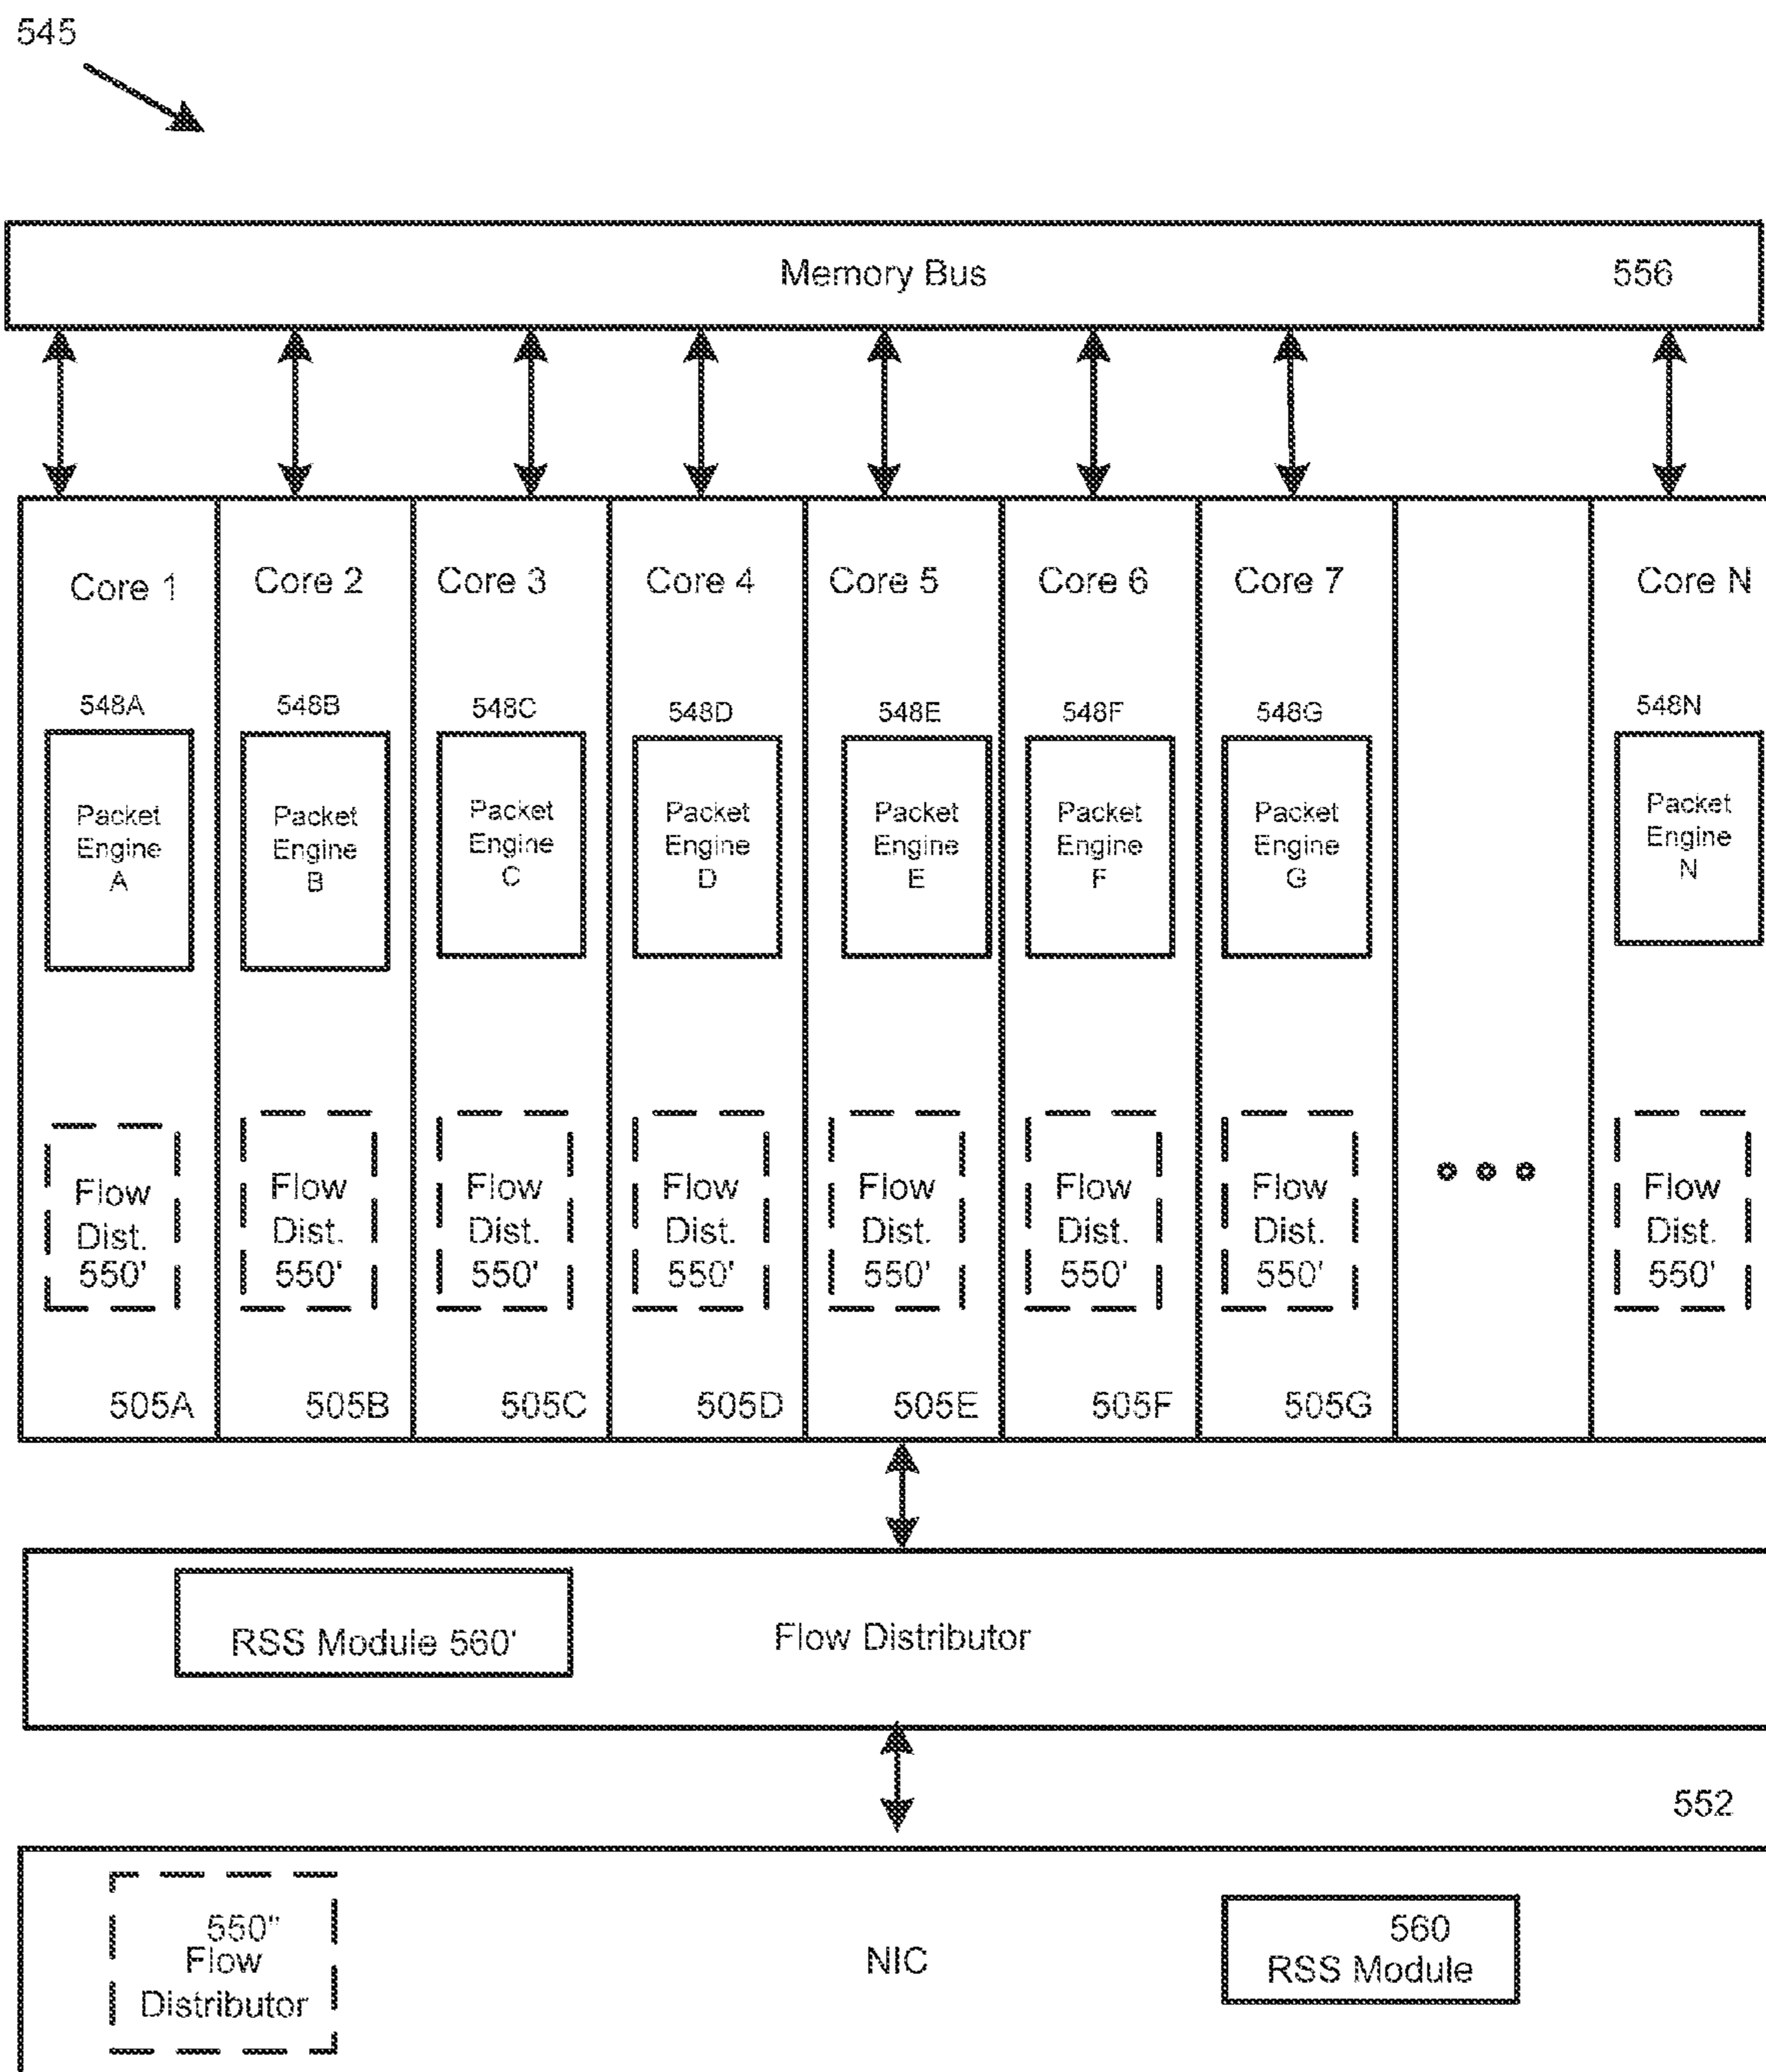 545
Memory Bus 556
Core 1 Core 2 Core 3 Core 4 Core 5 Core 6 Core 7 Core N
548A 548B 548C 548D 548E 548F 548G 548N
Packet
Engine
A
Packet
Engine
B
Packet
Engine
C
Packet
Engine
D
Packet
Engine
E
Packet
Engine
F
Packet
Engine
G
Packet
Engine
N
Flow
Dist.
550'
Flow
Dist.
550'
Flow
Dist.
550'
Flow
Dist.
550'
Flow
Dist.
550'
Flow
Dist.
550'
Flow
Dist.
550'
Flow
Dist.
550'
505A 505B 505C 505D 505E 505F 505G
RSS Module 560'
Flow Distributor
552
550"
Flow
Distributor
NIC
560
RSS Module